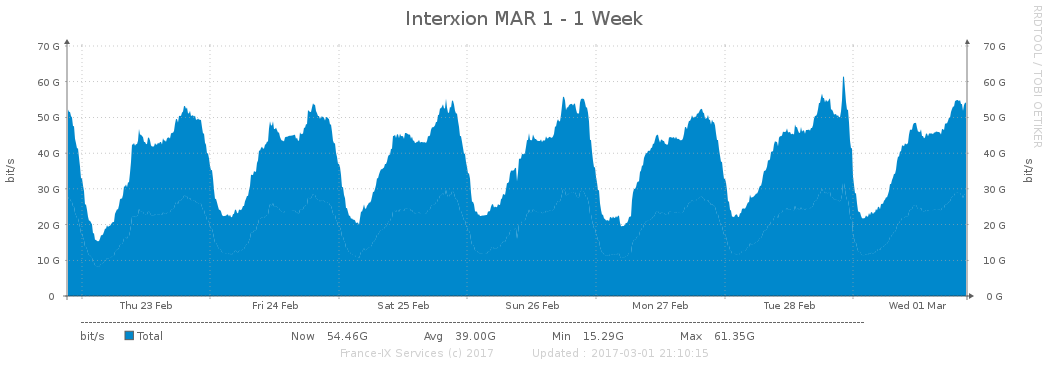 Interxion MAR 1 - 1 Week
RRDTOOL / TOBI OETIKER
70 G 70 G
60 G 60 G
50 G 50 G
40 G 40 G
30 G 30 G
20 G 20 G
10 G 10 G
0 0 G
bit/s
bit/s
Thu 23 Feb Fri 24 Feb Sat 25 Feb Sun 26 Feb Mon 27 Feb Tue 28 Feb Wed 01 Mar
bit/s Total Now 54.46G Avg 39.00G Min 15.29G Max 61.35G
France-IX Services (c) 2017 Updated : 2017-03-01 21:10:15